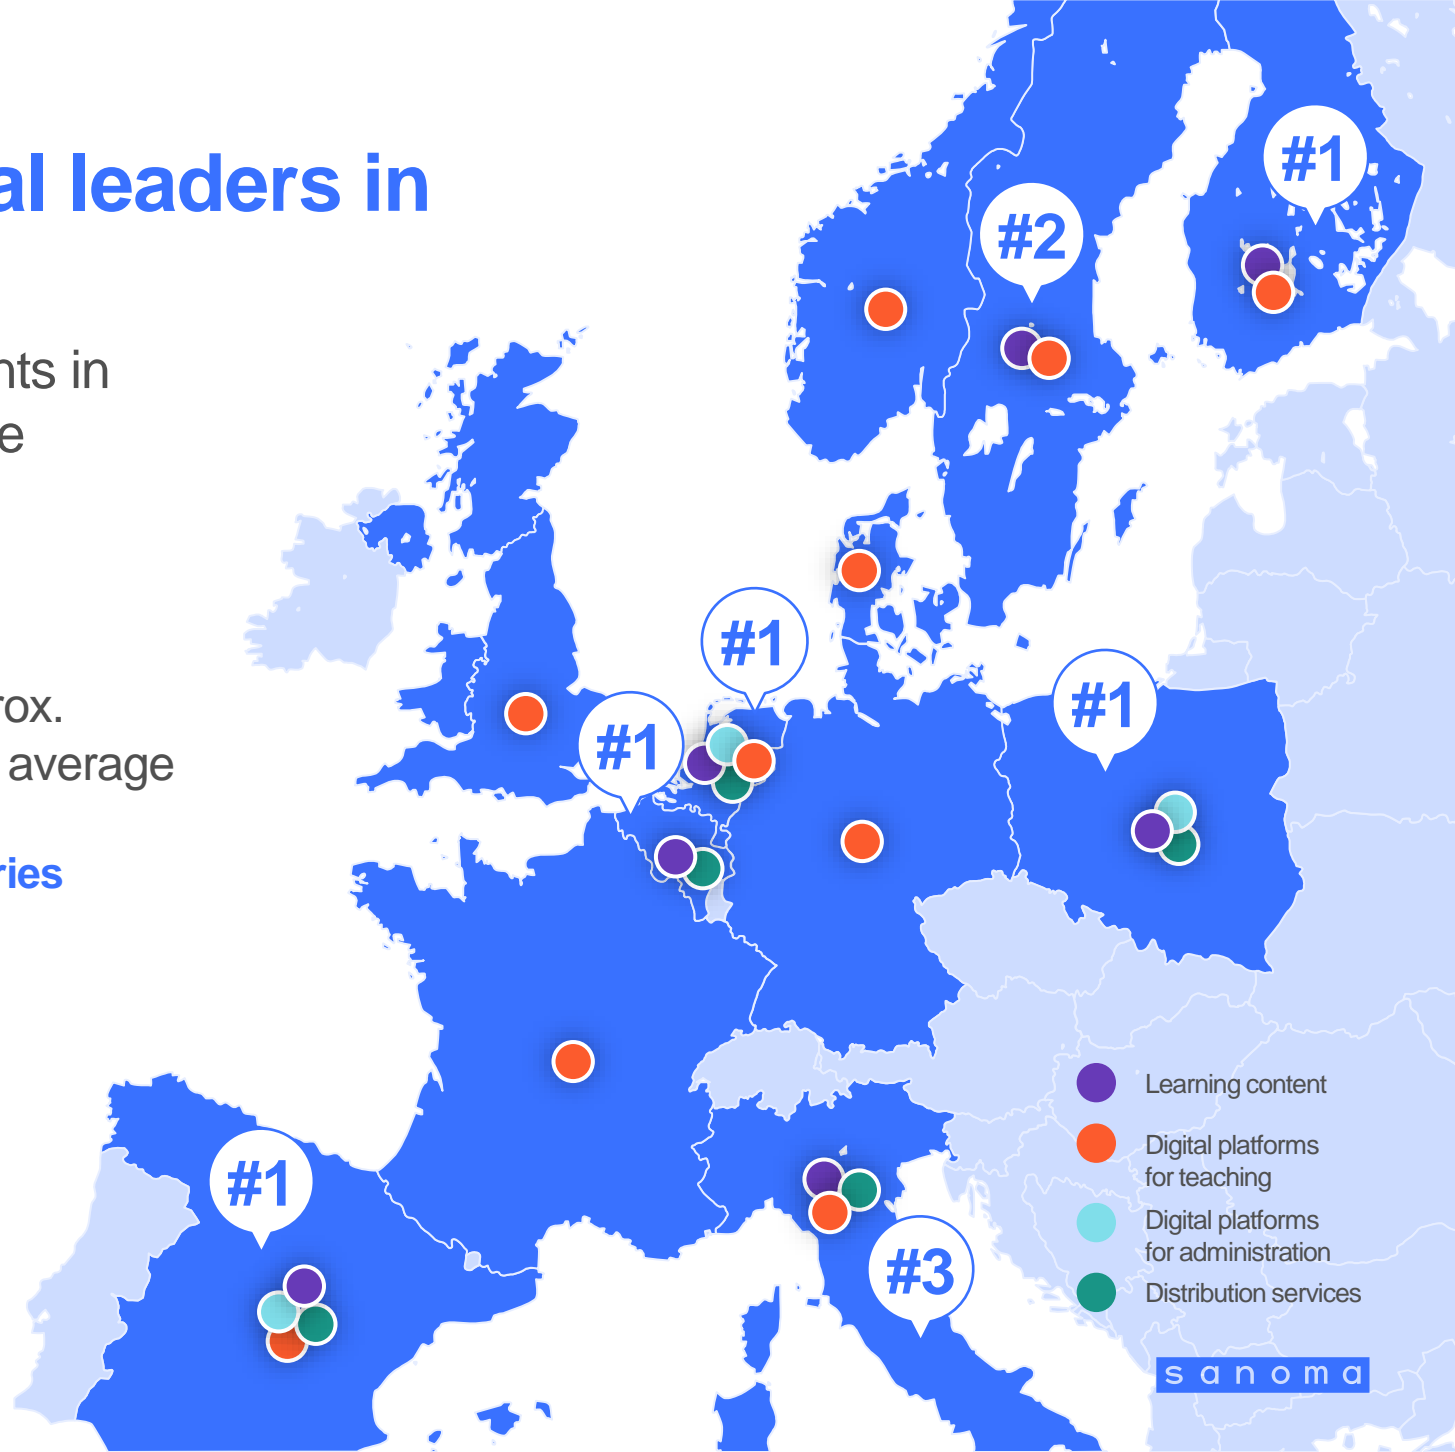 al leaders in
nts in
e
rox.
average
ries
#1
#2
#1
#1
#1
#1
#3
Learning content
Digital platforms
for teaching
Digital platforms
for administration
Distribution services
sanoma